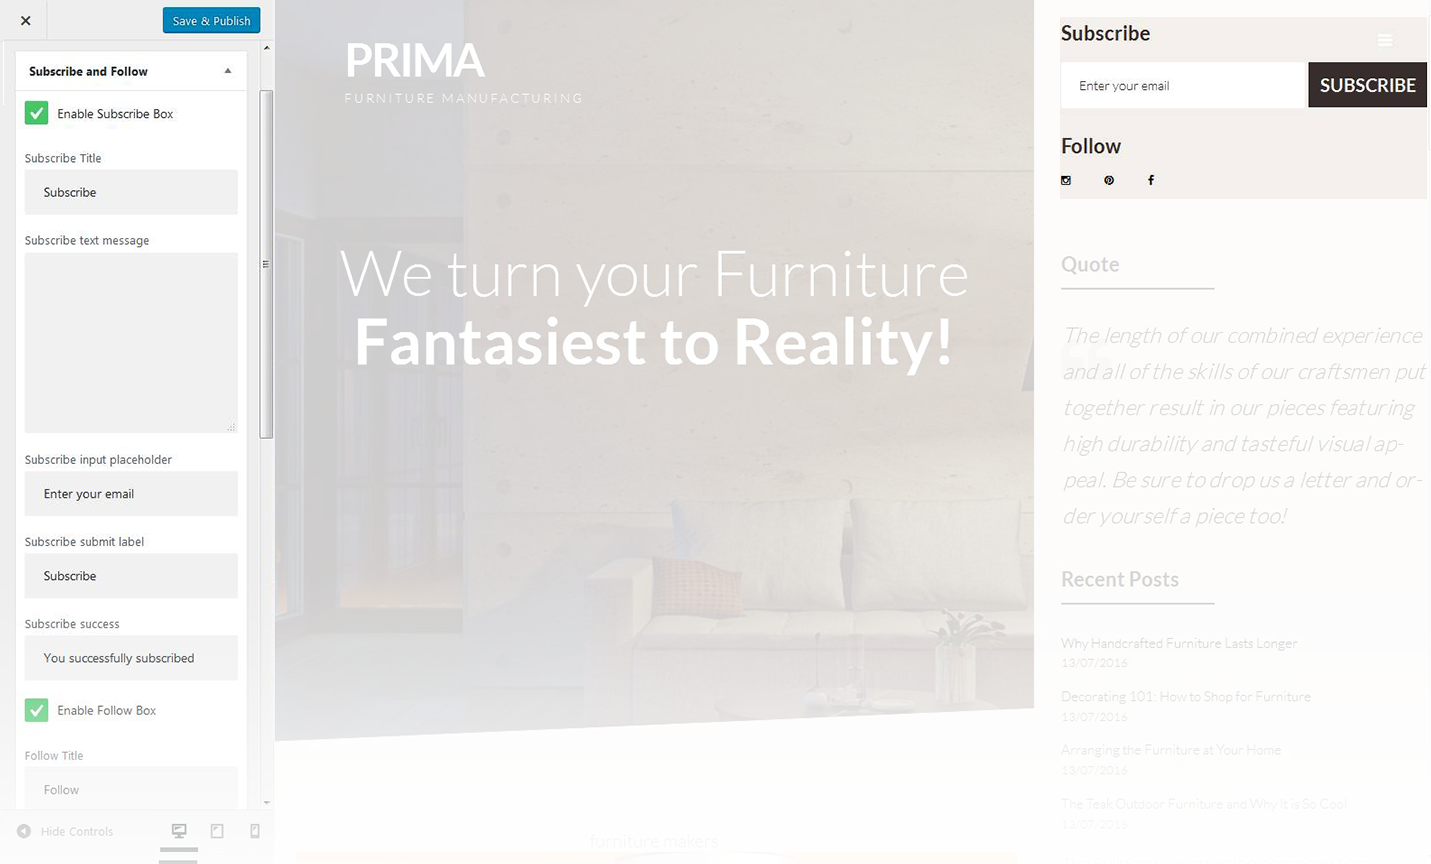 Save & Publish
Subscribe and Follow
Enable Subscribe Box
Subscribe Title
Subscribe
Subscribe text message
Subscribe input placeholder
Enter your email
Subscribe submit label
Subscribe
Subscribe success
You successfully subscribed
Enable Follow Box
Follow Title
Follow
Hide Controls
PRIMA
FURNITURE MANUFACTURING
We turn your Furniture
Fantasiest to Reality!
furniture makers
Subscribe
Enter your email
SUBSCRIBE
Follow
Quote
The length of our combined experience
and all of the skills of our craftsmen put
together result in our pieces featuring
high durability and tasteful visual ap-
peal. Be sure to drop us a letter and or-
der yourself a piece too!
Recent Posts
Why Handcrafted Furniture Lasts Longer
13/07/2016
Decorating 101: How to Shop for Furniture
13/07/2016
Arranging the Furniture at Your Home
13/07/2016
The Teak Outdoor Furniture and Why It is So Cool
13/07/2016